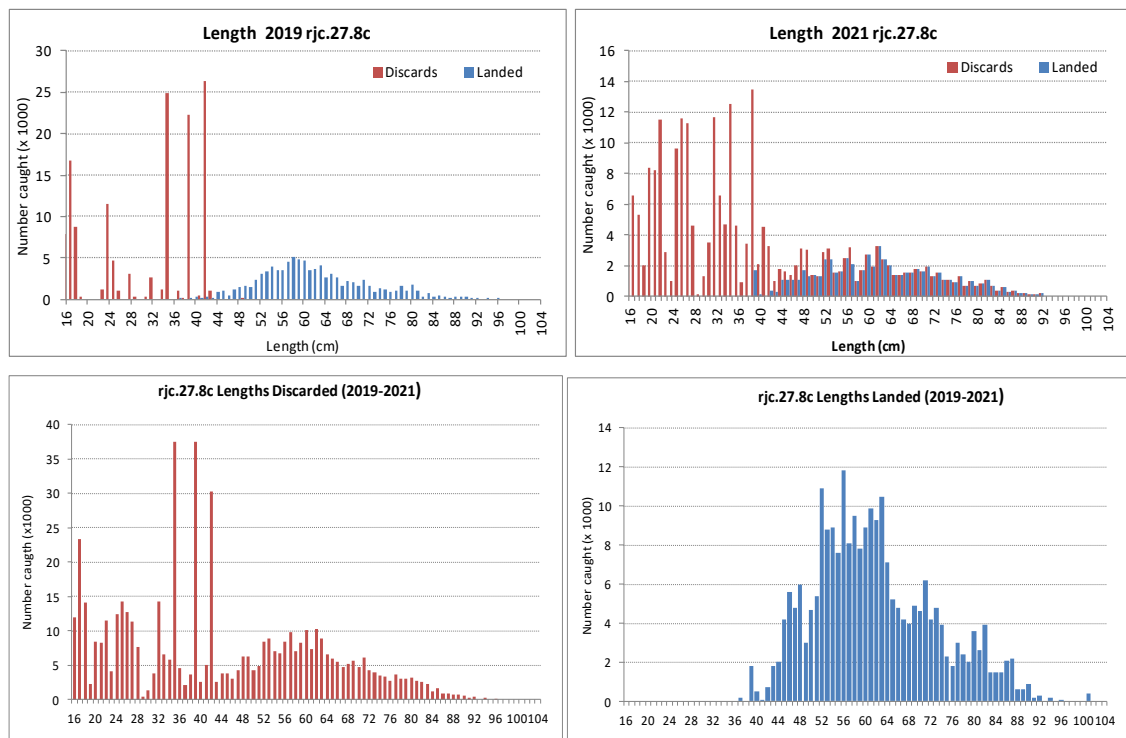 Length 2019 rjc.27.8c
Discards Landed
Number caught (x 1000)
30
25
20
15
10
5
0
16 20 24 28 32 36 40 44 48 52 56 60 64 68 72 76 80 84 88 92 96 100 104
Length (cm)
Length 2021 rjc.27.8c
Discards Landed
Number caught (x 1000)
16
14
12
10
8
6
4
2
0
16 20 24 28 32 36 40 44 48 52 56 60 64 68 72 76 80 84 88 92 96 100 104
Length (cm)
rjc.27.8c Lengths Discarded (2019-2021)
Number caugth (x1000)
40
35
30
25
20
15
10
5
0
16 20 24 28 32 36 40 44 48 52 56 60 64 68 72 76 80 84 88 92 96 100 104
rjc.27.8c Lengths Landed (2019-2021)
Number caught (x 1000)
14
12
10
8
6
4
2
0
16 20 24 28 32 36 40 44 48 52 56 60 64 68 72 76 80 84 88 92 96 100 104